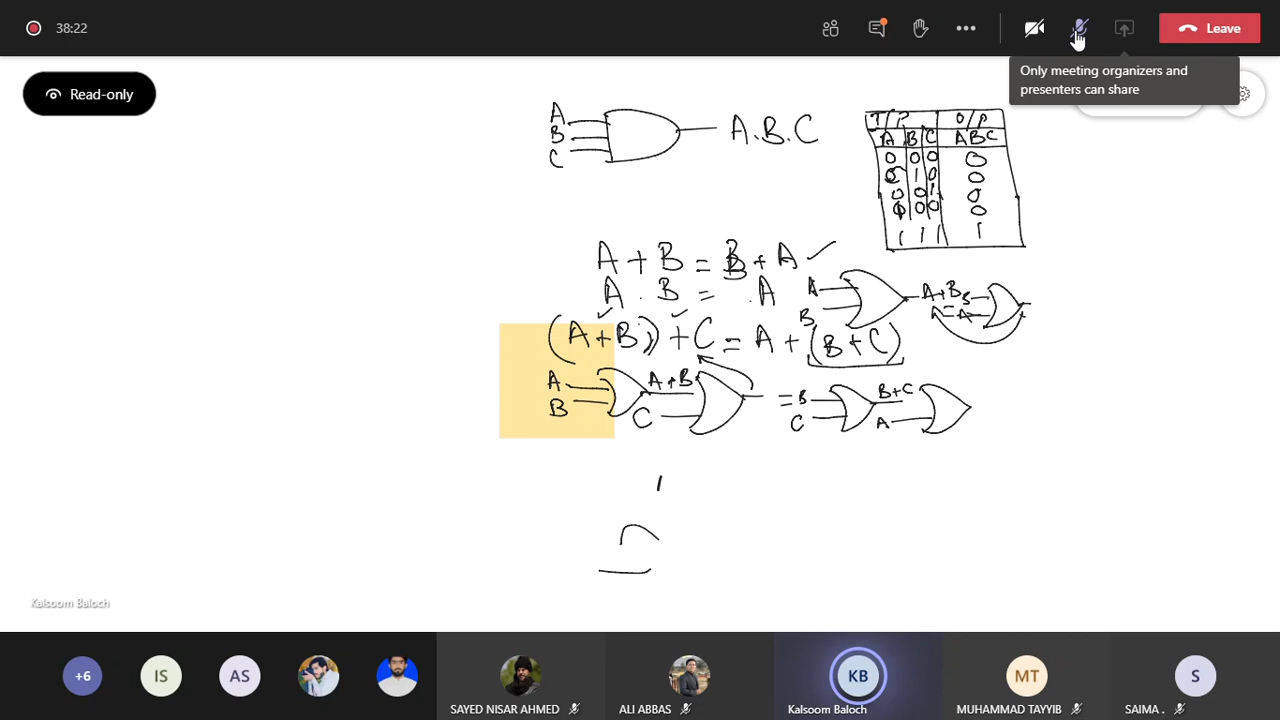 38:22
Leave
Only meeting organizers and
presenters can share
Read-only
A
B
C
A.B.C
I/P O/P
A B C ABC
0 0 0 0
0 1 0 0
0 0 1 0
0 0 0
1 1 1 1
A + B = B + A ✓
A . B = . A
A
B
A+B
(A+B) + C = A + (B + C)
A
B
A+B
C
=
B
C
B+C
A
Kalsoom Baloch
+6
IS
AS
KB
MT
S
SAYED NISAR AHMED
ALI ABBAS
Kalsoom Baloch
MUHAMMAD TAYYIB
SAIMA .